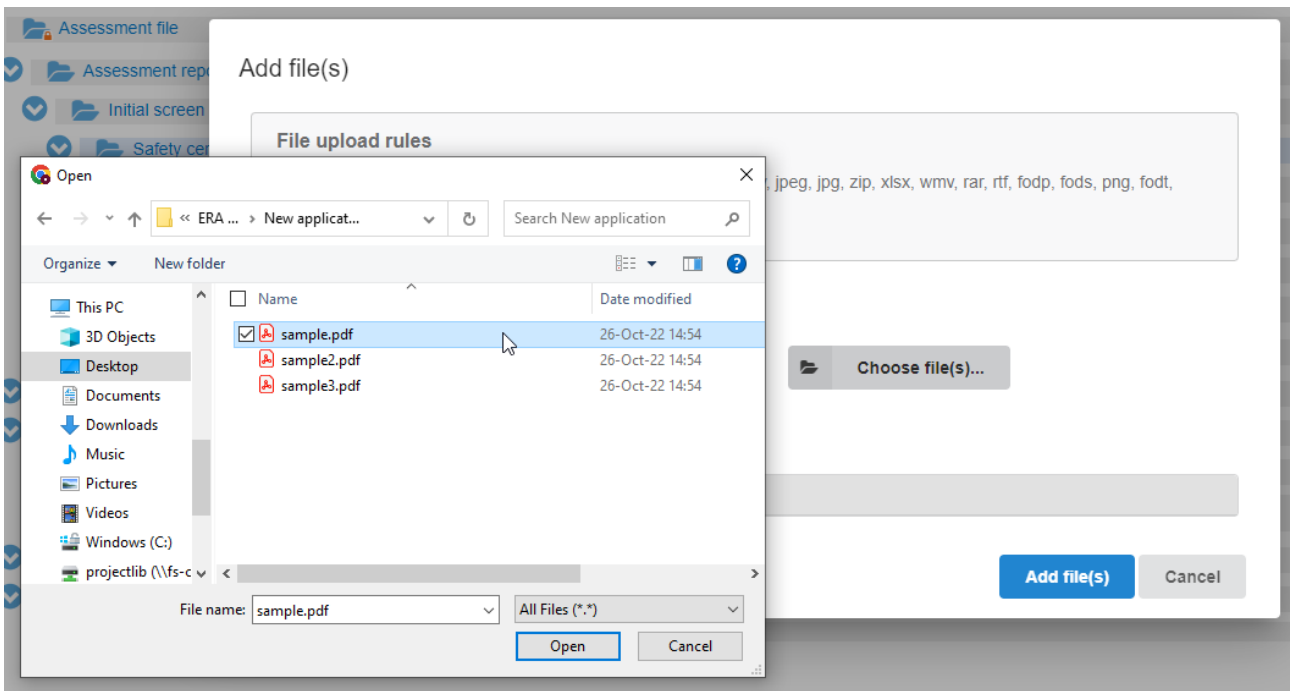 Assessment file
Assessment repo
Initial screen
Safety cer
Add file(s)
File upload rules
, jpeg, jpg, zip, xlsx, wmv, rar, rtf, fodp, fods, png, fodt,
Choose file(s)...
Add file(s)
Cancel
Open
« ERA ... › New applicat...
Search New application
Organize
New folder
This PC
3D Objects
Desktop
Documents
Downloads
Music
Pictures
Videos
Windows (C:)
projectlib (\\fs-c
Name
Date modified
sample.pdf
26-Oct-22 14:54
sample2.pdf
26-Oct-22 14:54
sample3.pdf
26-Oct-22 14:54
File name:
sample.pdf
All Files (*.*)
Open
Cancel